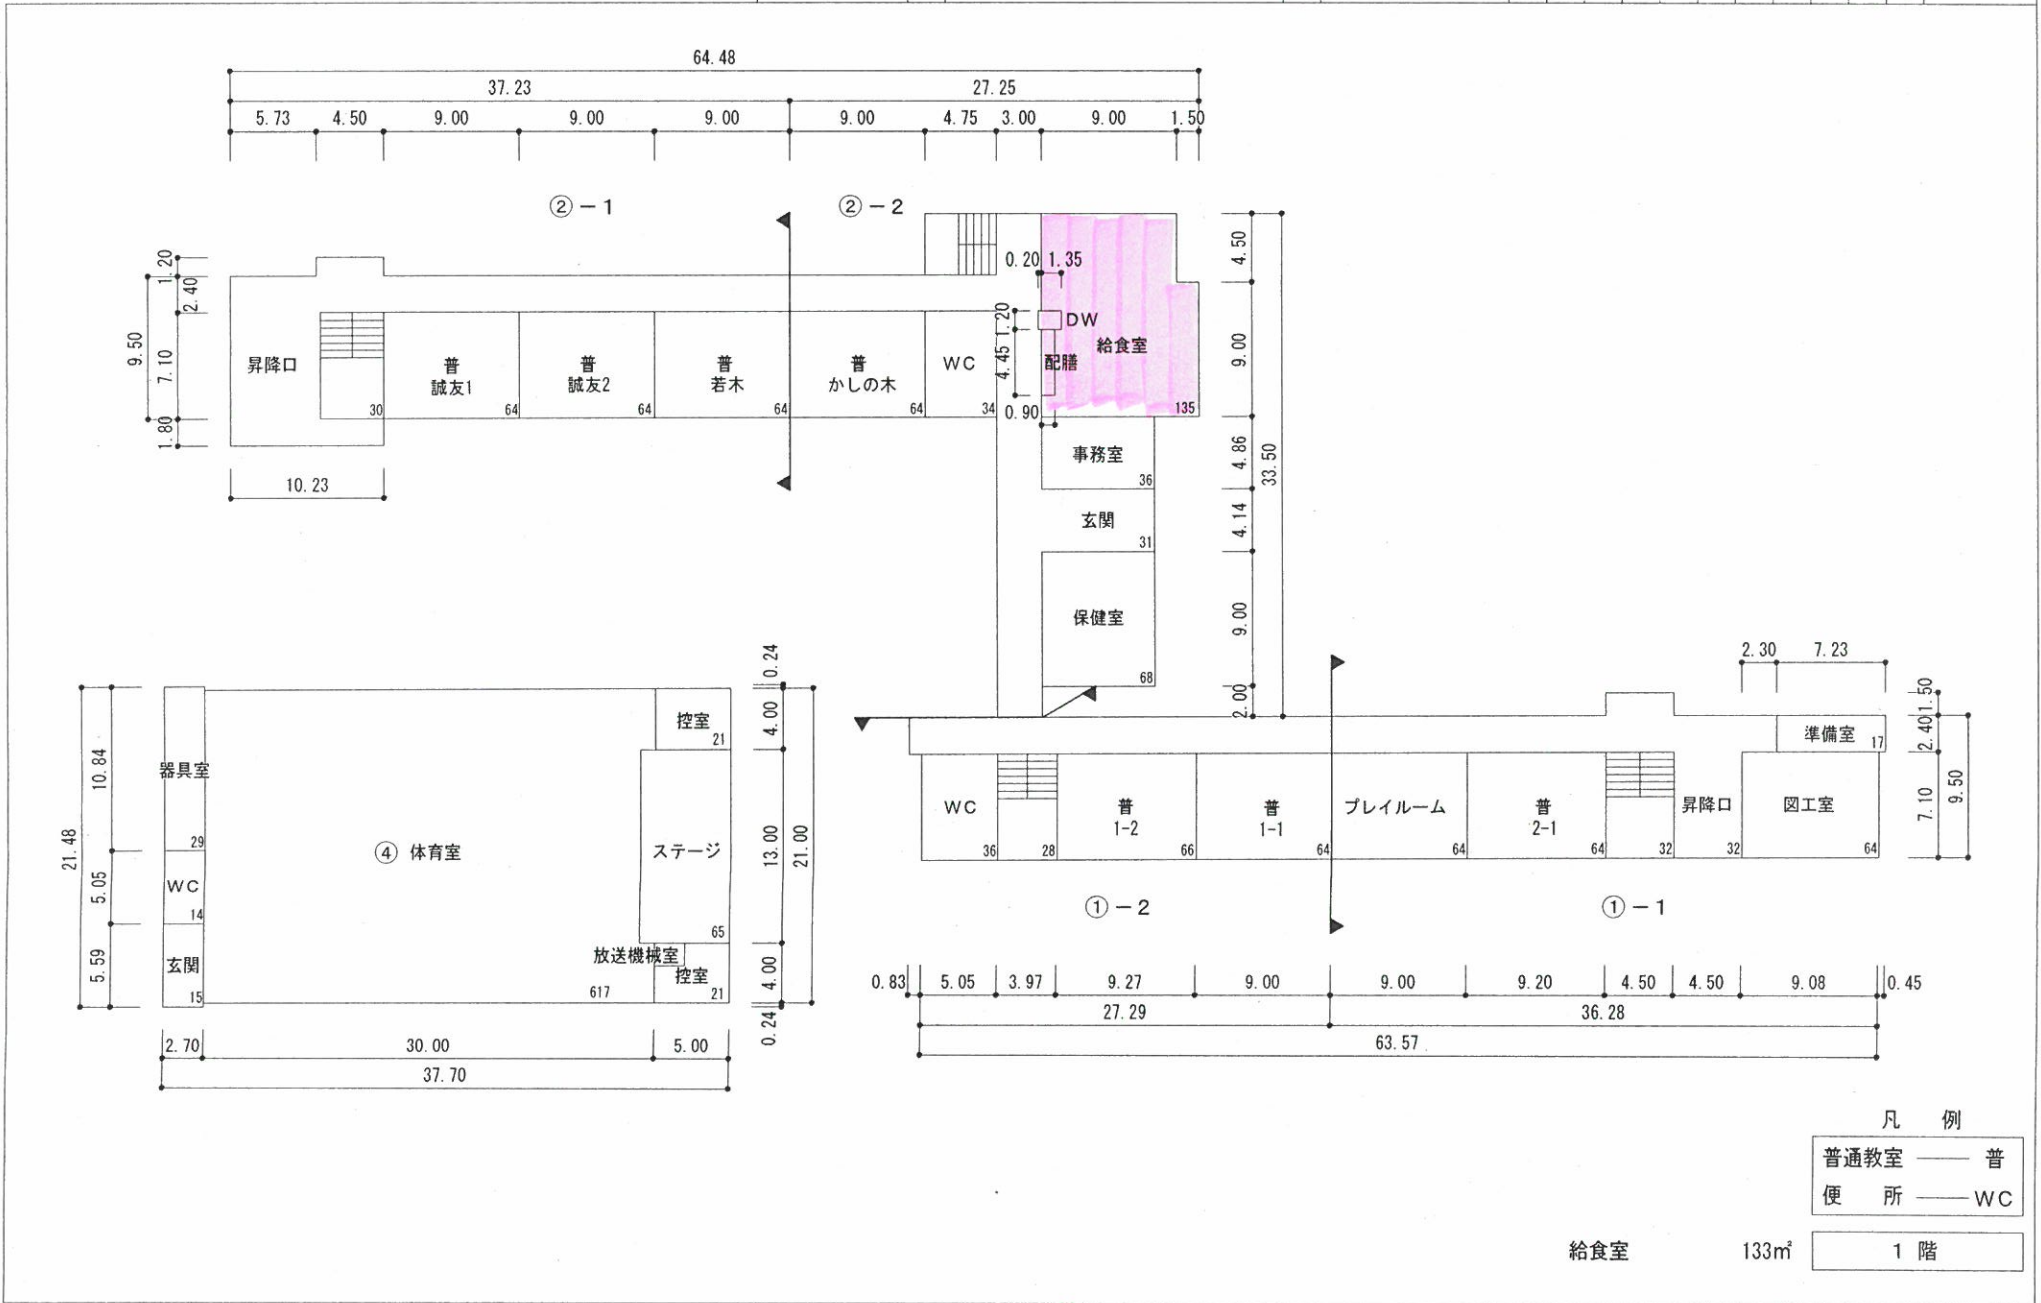 64.48
37.23 27.25
5.73 4.50 9.00 9.00 9.00 9.00 4.75 3.00 9.00 1.50
②－1 ②－2
1.20
2.40
9.50
7.10
1.80
昇降口
30
普
誠友1
64
普
誠友2
64
普
若木
64
普
かしの木
64
WC
34
0.20 1.35
1.20
DW
4.45
配膳
給食室
0.90
135
10.23
事務室
36
玄関
31
保健室
68
4.50
9.00
4.86
4.14
9.00
2.00
33.50
21.48
10.84
5.05
5.59
器具室
29
WC
14
玄関
15
④ 体育室
617
控室
21
ステージ
65
放送機械室
控室
21
0.24
4.00
13.00
21.00
4.00
0.24
2.70 30.00 5.00
37.70
2.30 7.23
1.50
2.40
7.10
9.50
準備室
17
WC
36
28
普
1-2
66
普
1-1
64
プレイルーム
64
普
2-1
64
32
昇降口
32
図工室
64
①－2 ①－1
0.83 5.05 3.97 9.27 9.00 9.00 9.20 4.50 4.50 9.08 0.45
27.29 36.28
63.57
凡 例
普通教室 —— 普
便 所 —— WC
給食室 133㎡ 1 階